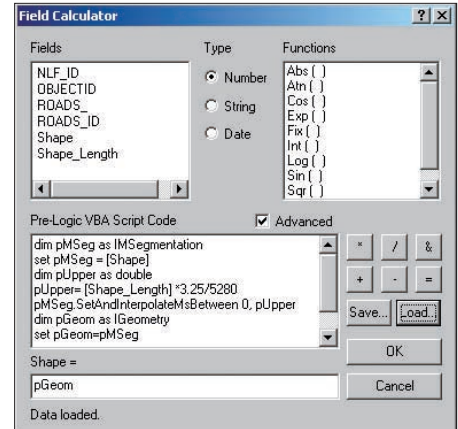 Field Calculator
Fields
Type
Functions
NLF_ID
OBJECTID
ROADS_
ROADS_ID
Shape
Shape_Length
Number
String
Date
Abs ( )
Atn ( )
Cos ( )
Exp ( )
Fix ( )
Int ( )
Log ( )
Sin ( )
Sqr ( )
Pre-Logic VBA Script Code
Advanced
dim pMSeg as IMSegmentation
set pMSeg = [Shape]
dim pUpper as double
pUpper= [Shape_Length] *3.25/5280
pMSeg.SetAndInterpolateMsBetween 0, pUpper
dim pGeom as IGeometry
set pGeom=pMSeg
* / &
+ - =
Save... Load...
OK
Shape =
pGeom
Cancel
Data loaded.